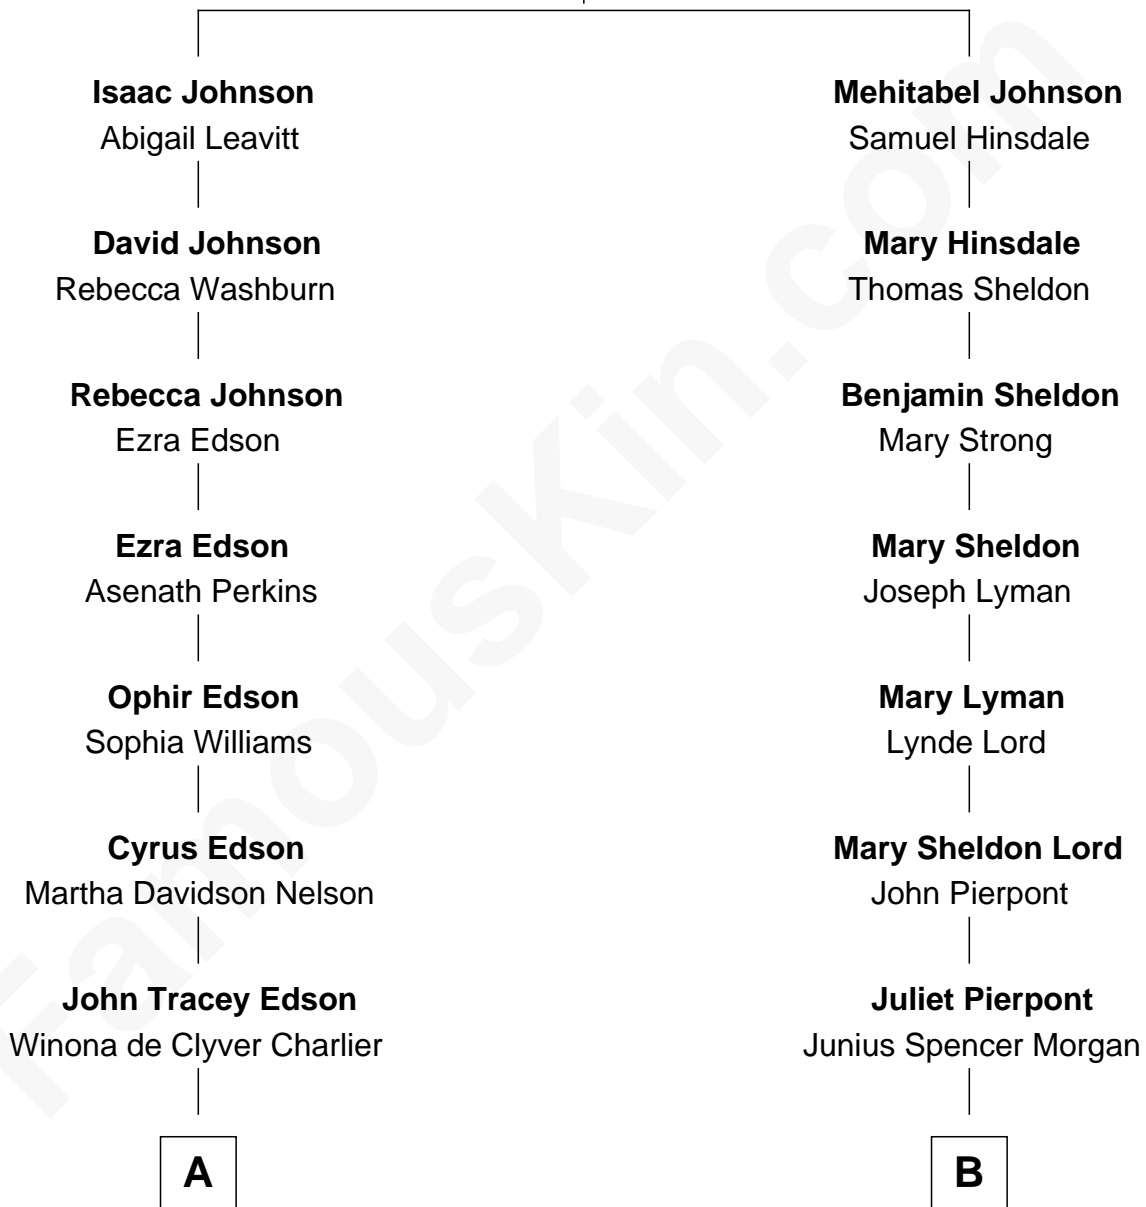 Isaac Johnson
Abigail Leavitt
David Johnson
Rebecca Washburn
Rebecca Johnson
Ezra Edson
Ezra Edson
Asenath Perkins
Ophir Edson
Sophia Williams
Cyrus Edson
Martha Davidson Nelson
John Tracey Edson
Winona de Clyver Charlier
A
Mehitabel Johnson
Samuel Hinsdale
Mary Hinsdale
Thomas Sheldon
Benjamin Sheldon
Mary Strong
Mary Sheldon
Joseph Lyman
Mary Lyman
Lynde Lord
Mary Sheldon Lord
John Pierpont
Juliet Pierpont
Junius Spencer Morgan
B
FamousKin.com